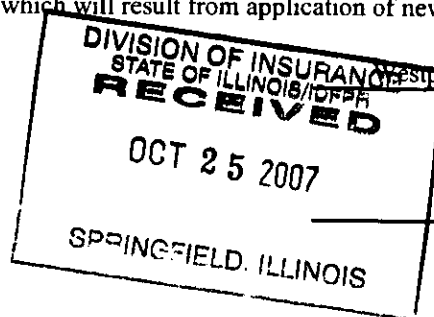 which will result from application of nev
DIVISION OF INSURANCE
STATE OF ILLINOIS/IDFPR
RECEIVED
OCT 25 2007
SPRINGFIELD, ILLINOIS